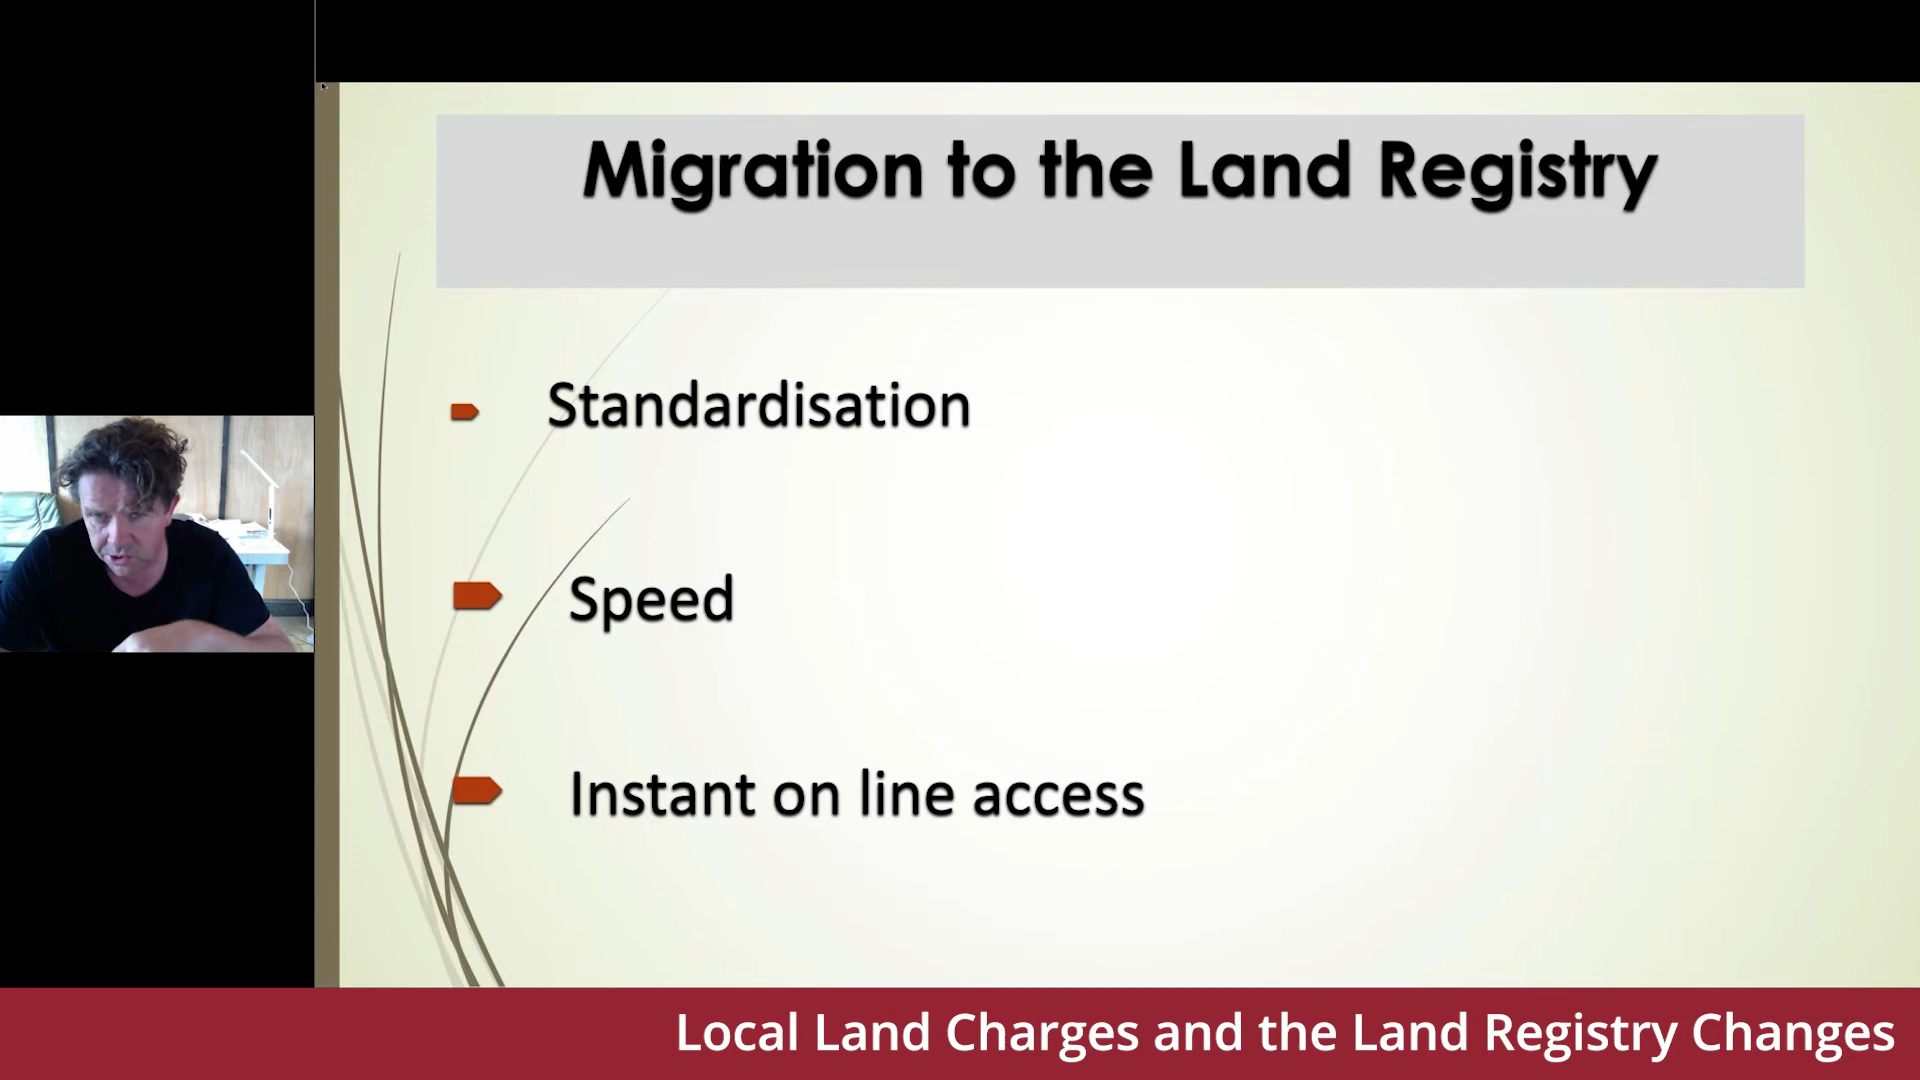 Migration to the Land Registry
Standardisation
Speed
Instant on line access
Local Land Charges and the Land Registry Changes